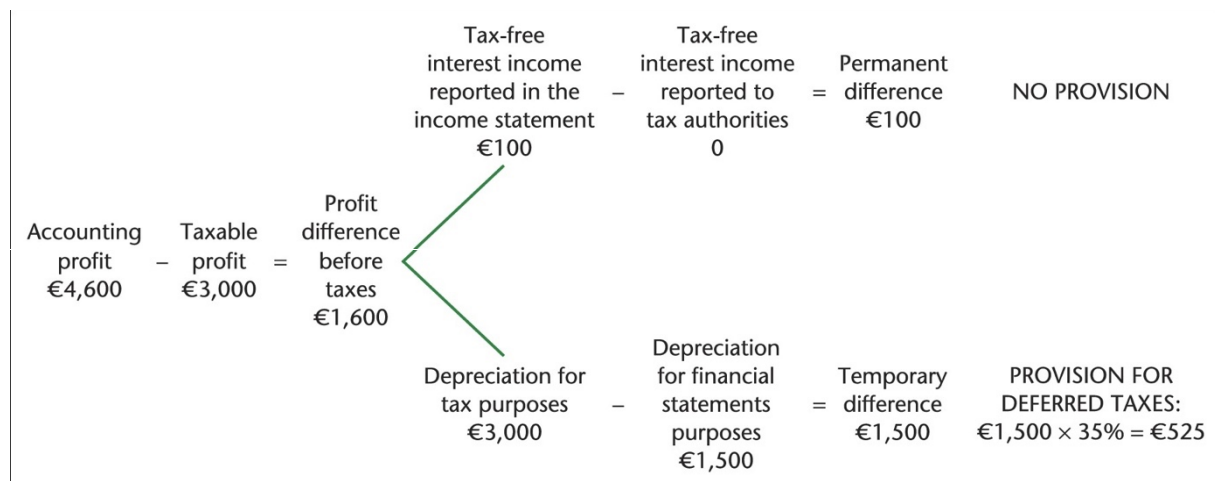 Tax-free
interest income
reported in the
income statement
€100
–
Tax-free
interest income
reported to
tax authorities
0
=
Permanent
difference
€100
NO PROVISION
Accounting
profit
€4,600
–
Taxable
profit
€3,000
=
Profit
difference
before
taxes
€1,600
Depreciation for
tax purposes
€3,000
–
Depreciation
for financial
statements
purposes
€1,500
=
Temporary
difference
€1,500
PROVISION FOR
DEFERRED TAXES:
€1,500 × 35% = €525